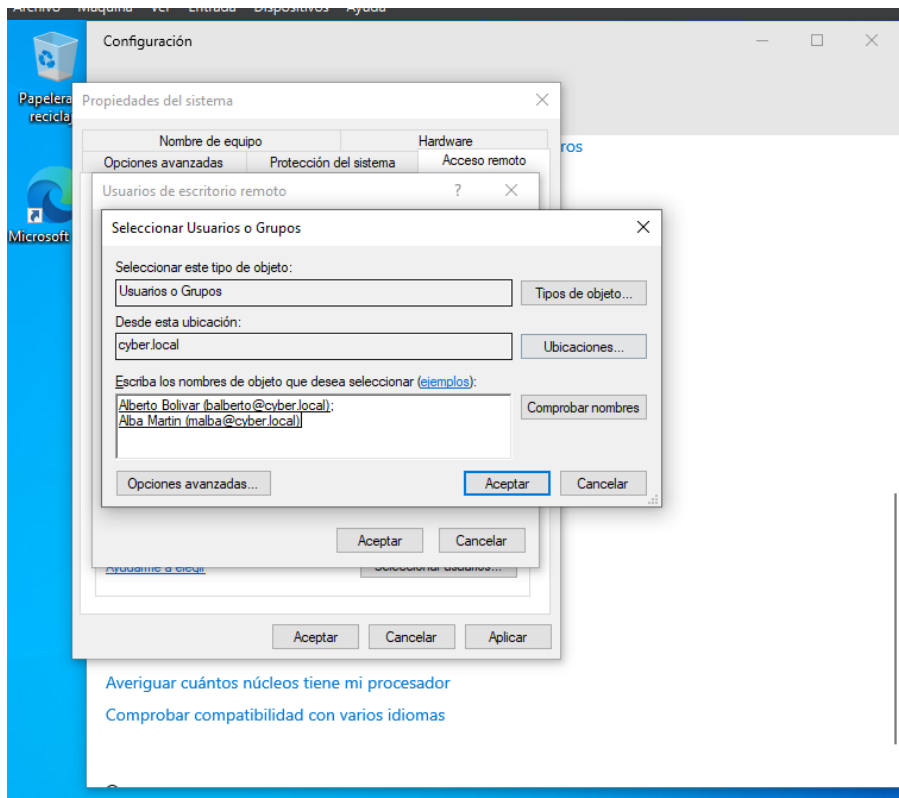 Archivo Máquina Ver Entrada Dispositivos Ayuda
Configuración
Papelera
reciclaj
Propiedades del sistema
Nombre de equipo Hardware
Opciones avanzadas Protección del sistema Acceso remoto
ros
Usuarios de escritorio remoto ?
Microsoft
Seleccionar Usuarios o Grupos
Seleccionar este tipo de objeto:
Usuarios o Grupos
Tipos de objeto...
Desde esta ubicación:
cyber.local
Ubicaciones...
Escriba los nombres de objeto que desea seleccionar (ejemplos):
Alberto Bolivar (balberto@cyber.local);
Alba Martin (malba@cyber.local)
Comprobar nombres
Opciones avanzadas...
Aceptar Cancelar
Aceptar Cancelar
Ayudarme a elegir Seleccionar usuarios...
Aceptar Cancelar Aplicar
Averiguar cuántos núcleos tiene mi procesador
Comprobar compatibilidad con varios idiomas